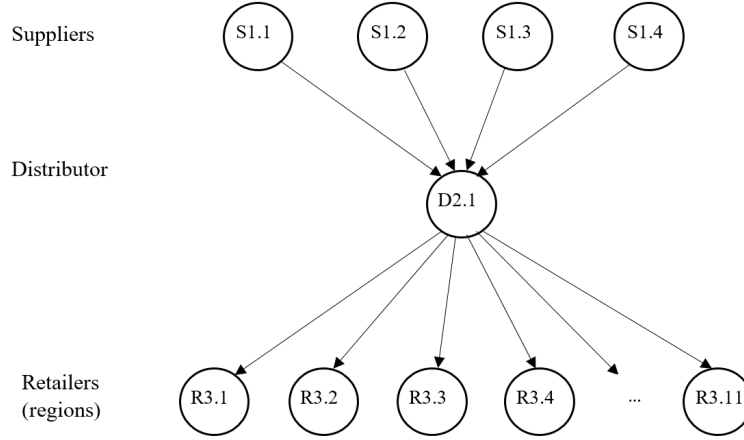 Suppliers
S1.1
S1.2
S1.3
S1.4
Distributor
D2.1
Retailers
(regions)
R3.1
R3.2
R3.3
R3.4
...
R3.11